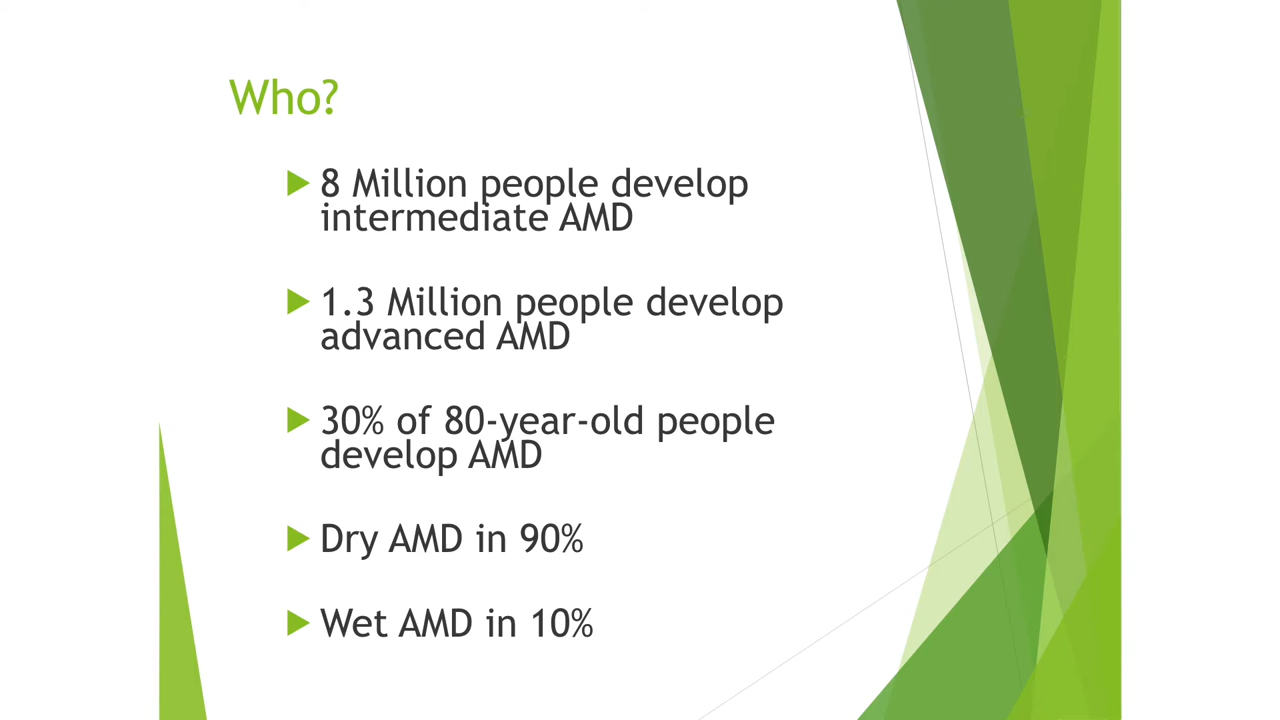 Who?
8 Million people develop
intermediate AMD
1.3 Million people develop
advanced AMD
30% of 80-year-old people
develop AMD
Dry AMD in 90%
Wet AMD in 10%